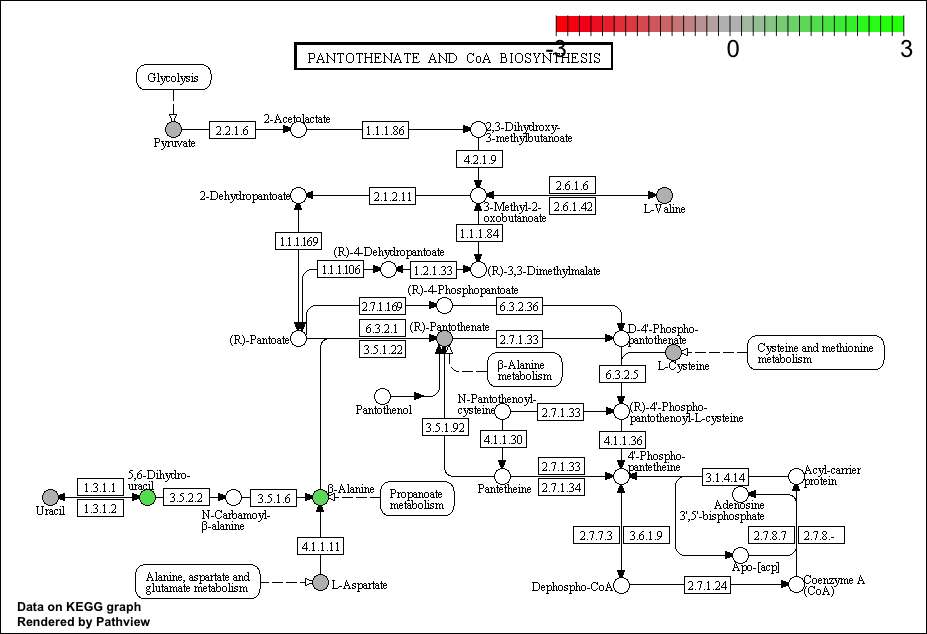 -3
0
3
PANTOTHENATE AND CoA BIOSYNTHESIS
Glycolysis
2-Acetolactate
2,3-Dihydroxy-
3-methylbutanoate
2.2.1.6
1.1.1.86
Pyruvate
4.2.1.9
2-Dehydropantoate
2.1.2.11
2.6.1.6
2.6.1.42
L-Valine
3-Methyl-2-
oxobutanoate
1.1.1.84
1.1.1.169
(R)-4-Dehydropantoate
1.1.1.106
1.2.1.33
(R)-3,3-Dimethylmalate
(R)-4-Phosphopantoate
2.7.1.169
6.3.2.36
(R)-Pantoate
6.3.2.1
3.5.1.22
(R)-Pantothenate
2.7.1.33
D-4'-Phospho-
pantothenate
Cysteine and methionine
metabolism
L-Cysteine
β-Alanine
metabolism
6.3.2.5
Pantothenol
N-Pantothenoyl-
cysteine
2.7.1.33
(R)-4'-Phospho-
pantothenoyl-L-cysteine
3.5.1.92
4.1.1.30
4.1.1.36
4'-Phospho-
pantetheine
Pantetheine
2.7.1.33
2.7.1.34
3.1.4.14
Acyl-carrier
protein
5,6-Dihydro-
uracil
1.3.1.1
1.3.1.2
Uracil
3.5.2.2
N-Carbamoyl-
β-alanine
3.5.1.6
β-Alanine
Propanoate
metabolism
Adenosine
3',5'-bisphosphate
4.1.1.11
2.7.7.3
3.6.1.9
2.7.8.7
2.7.8.-
Apo-[acp]
Alanine, aspartate and
glutamate metabolism
L-Aspartate
Dephospho-CoA
2.7.1.24
Coenzyme A
(CoA)
Data on KEGG graph
Rendered by Pathview